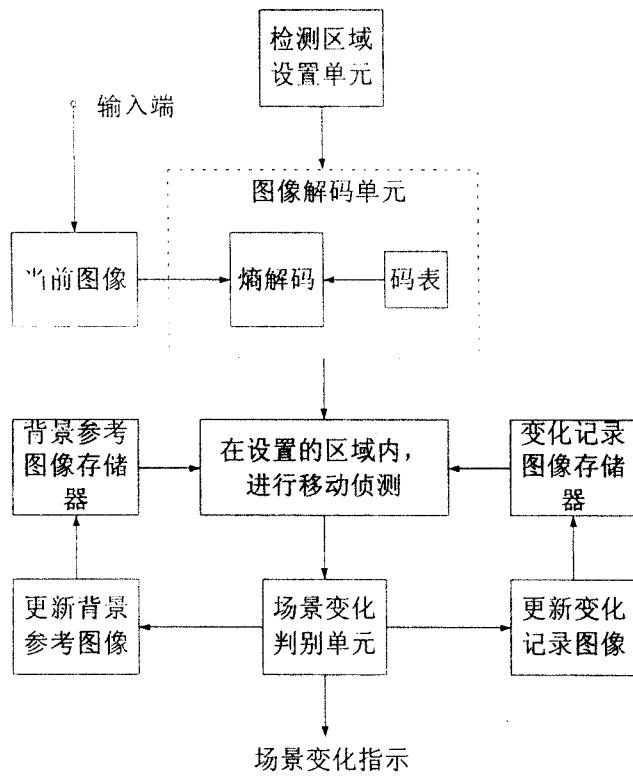 检测区域
设置单元
输入端
图像解码单元
当前图像
熵解码
码表
背景参考
图像存储
器
在设置的区域内,
进行移动侦测
变化记录
图像存储
器
更新背景
参考图像
场景变化
判别单元
更新变化
记录图像
场景变化指示